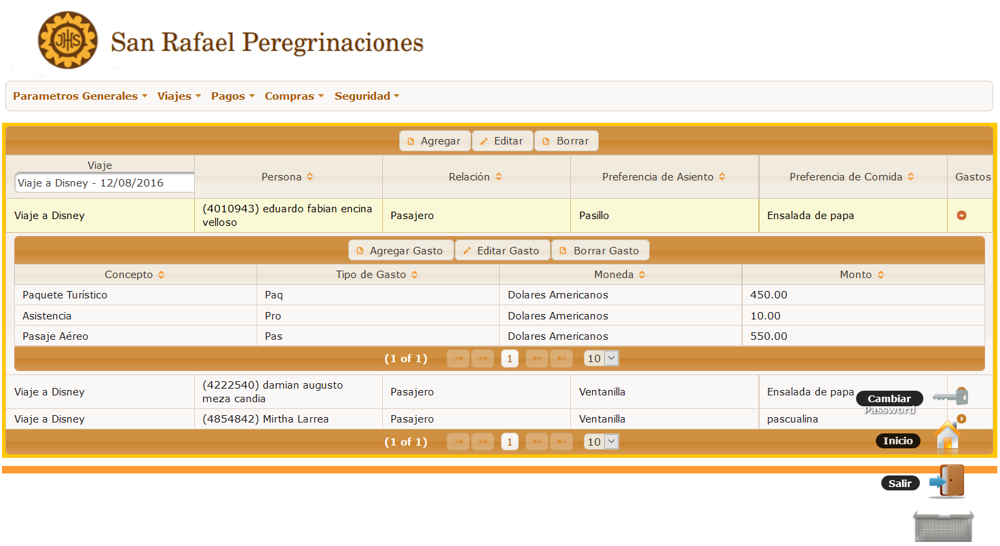 JHS
San Rafael Peregrinaciones
Parametros Generales Viajes Pagos Compras Seguridad
Agregar Editar Borrar
Viaje
Viaje a Disney - 12/08/2016
Persona Relación Preferencia de Asiento Preferencia de Comida Gastos
Viaje a Disney (4010943) eduardo fabian encina velloso Pasajero Pasillo Ensalada de papa
Agregar Gasto Editar Gasto Borrar Gasto
Concepto Tipo de Gasto Moneda Monto
Paquete Turístico Paq Dolares Americanos 450.00
Asistencia Pro Dolares Americanos 10.00
Pasaje Aéreo Pas Dolares Americanos 550.00
(1 of 1) 1 10
Viaje a Disney (4222540) damian augusto meza candia Pasajero Ventanilla Ensalada de papa
Cambiar
Password
Viaje a Disney (4854842) Mirtha Larrea Pasajero Ventanilla pascualina
(1 of 1) 1 10
Inicio
Salir